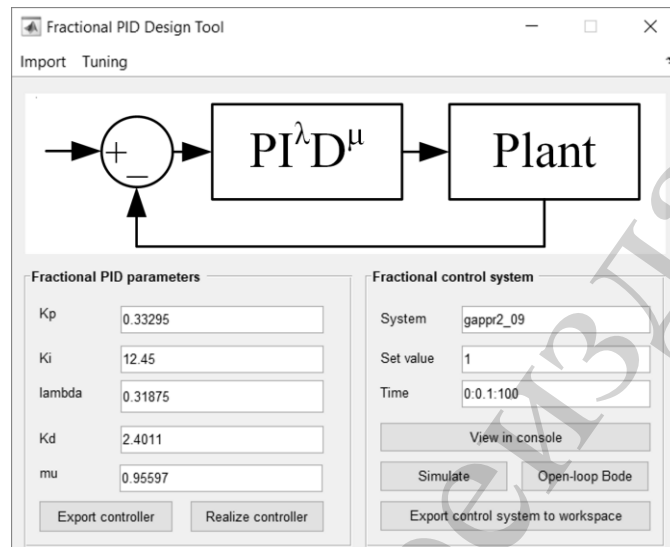 Fractional PID Design Tool
Import Tuning
+ PI^λD^μ Plant
−
Fractional PID parameters
Kp 0.33295
Ki 12.45
lambda 0.31875
Kd 2.4011
mu 0.95597
Export controller Realize controller
Fractional control system
System gappr2_09
Set value 1
Time 0:0.1:100
View in console
Simulate Open-loop Bode
Export control system to workspace